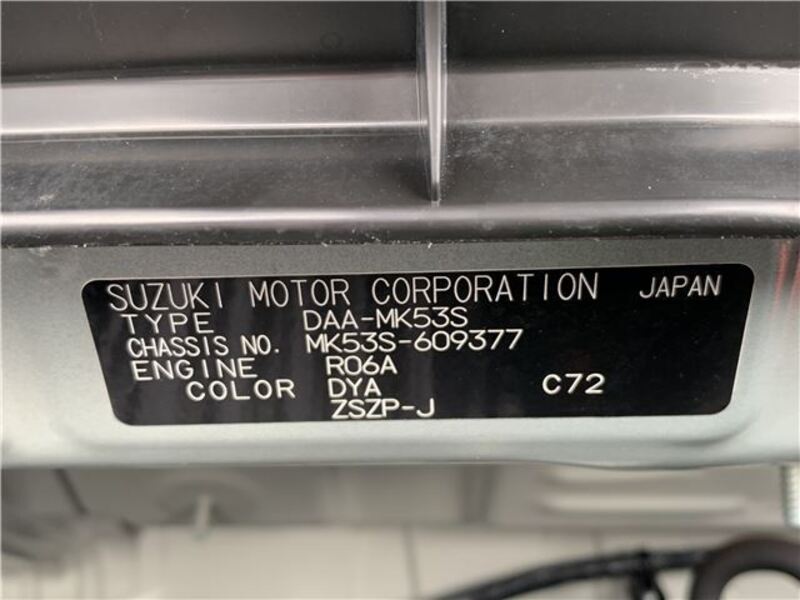 SUZUKI MOTOR CORPORATION JAPAN
TYPE DAA-MK53S
CHASSIS NO. MK53S-609377
ENGINE R06A
COLOR DYA C72
ZSZP-J